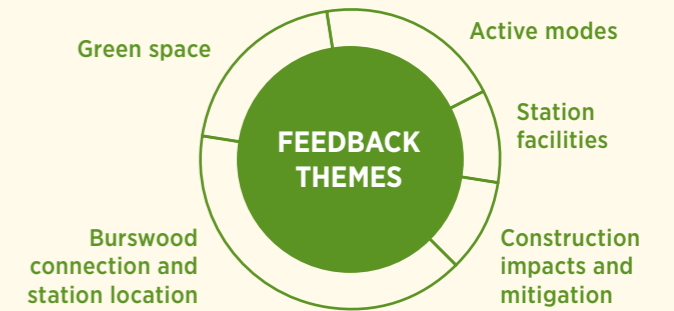 Green space
Active modes
FEEDBACK
THEMES
Station
facilities
Burswood
connection and
station location
Construction
impacts and
mitigation